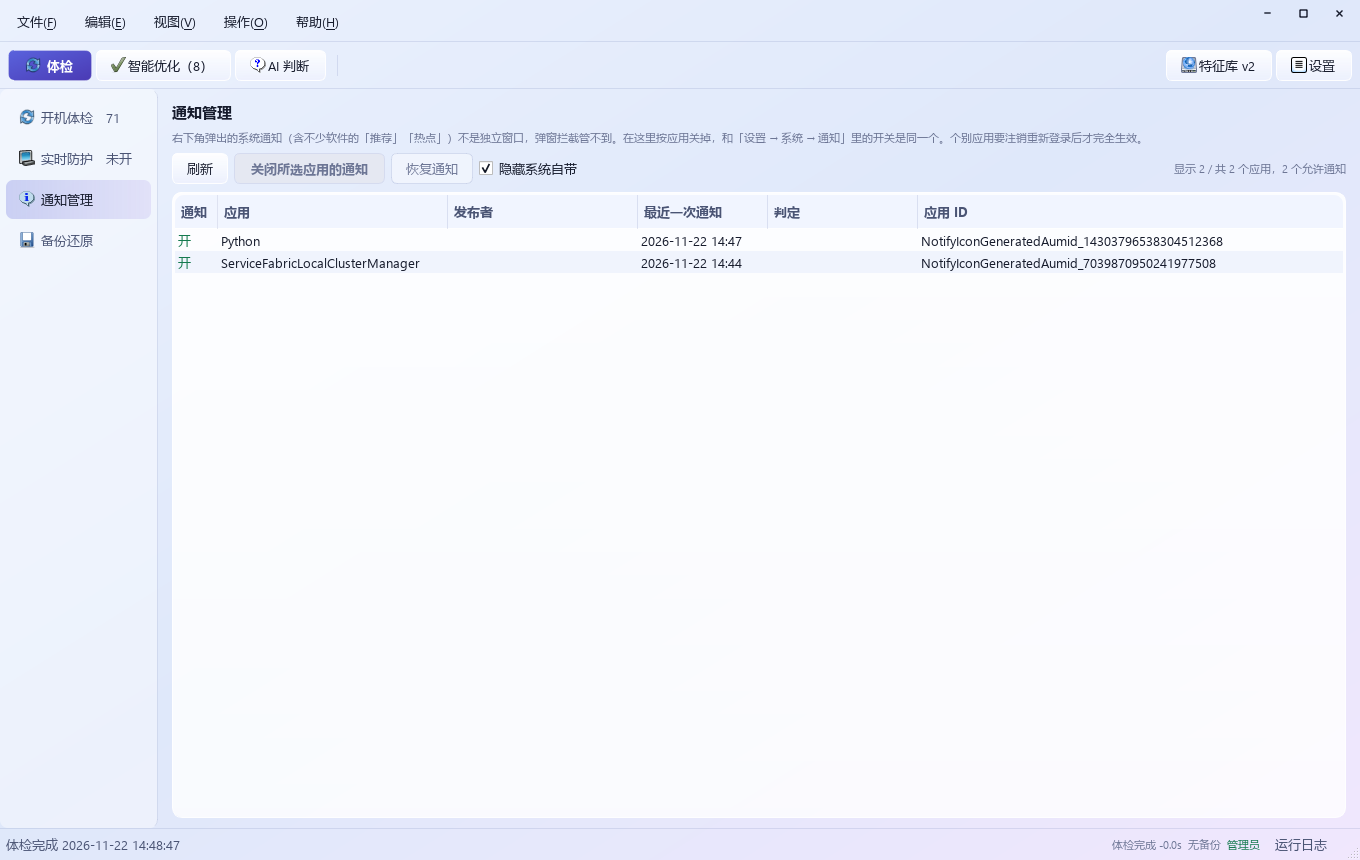 文件(F) 编辑(E) 视图(V) 操作(O) 帮助(H)
体检 智能优化（8） AI 判断 特征库 v2 设置
开机体检 71
实时防护 未开
通知管理
备份还原
通知管理
右下角弹出的系统通知（含不少软件的「推荐」「热点」）不是独立窗口，弹窗拦截管不到。在这里按应用关掉，和「设置 → 系统 → 通知」里的开关是同一个。个别应用要注销重新登录后才完全生效。
刷新 关闭所选应用的通知 恢复通知 隐藏系统自带 显示 2 / 共 2 个应用，2 个允许通知
通知 应用 发布者 最近一次通知 判定 应用 ID
开 Python 2026-11-22 14:47 NotifyIconGeneratedAumid_14303796538304512368
开 ServiceFabricLocalClusterManager 2026-11-22 14:44 NotifyIconGeneratedAumid_7039870950241977508
体检完成 2026-11-22 14:48:47 体检完成 -0.0s 无备份 管理员 运行日志